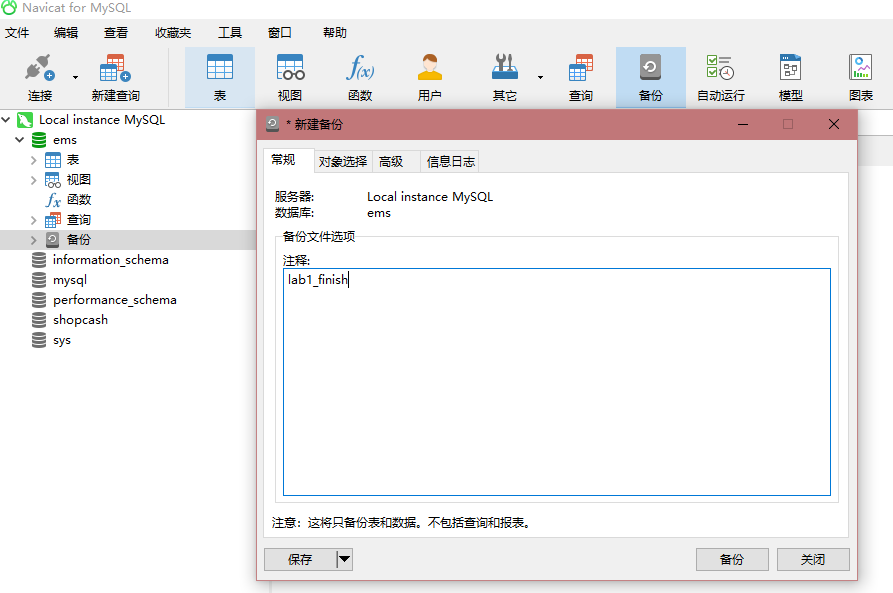 Navicat for MySQL
文件 编辑 查看 收藏夹 工具 窗口 帮助
连接 新建查询 表 视图 函数 用户 其它 查询 备份 自动运行 模型 图表
Local instance MySQL
ems
表
视图
函数
查询
备份
information_schema
mysql
performance_schema
shopcash
sys
* 新建备份
常规 对象选择 高级 信息日志
服务器: Local instance MySQL
数据库: ems
备份文件选项
注释:
lab1_finish
注意：这将只备份表和数据。不包括查询和报表。
保存 备份 关闭